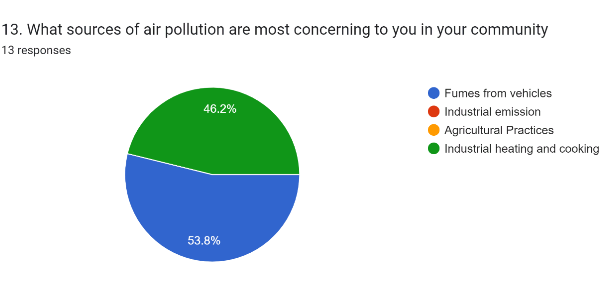 13. What sources of air pollution are most concerning to you in your community
13 responses
46.2%
53.8%
Fumes from vehicles
Industrial emission
Agricultural Practices
Industrial heating and cooking